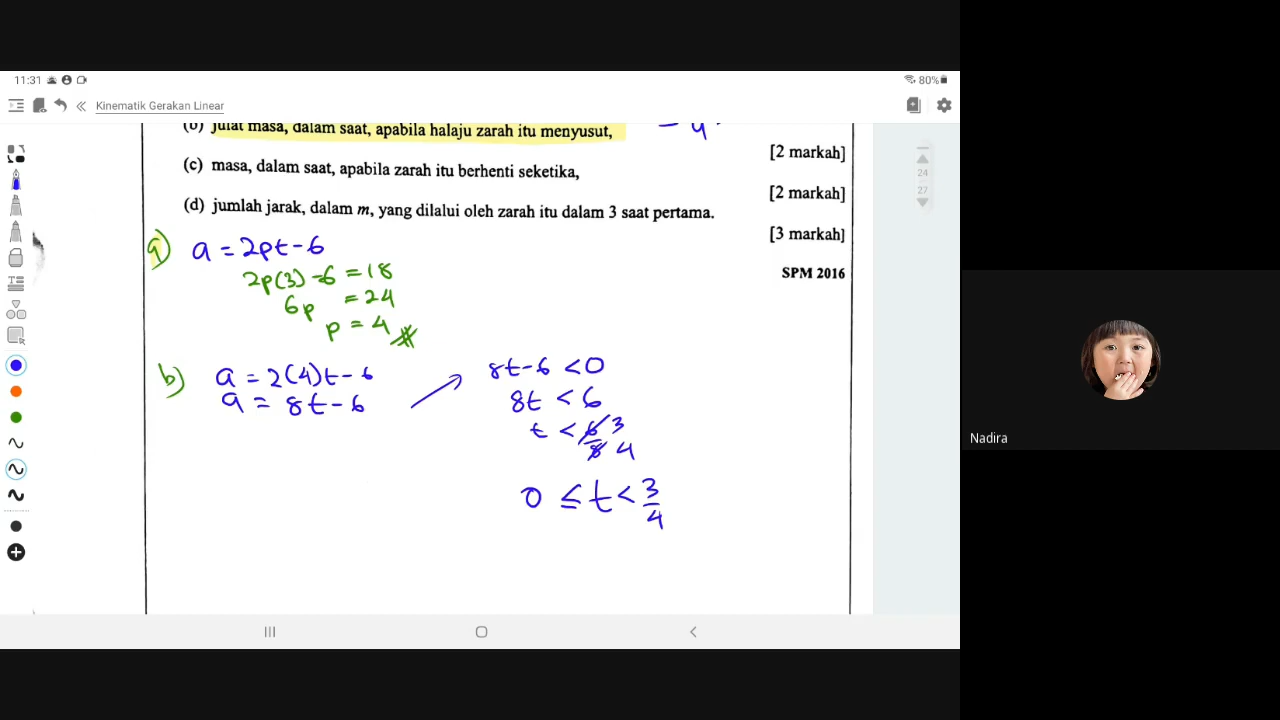 11:31
80%
Kinematik Gerakan Linear
(b) julat masa, dalam saat, apabila halaju zarah itu menyusut,
[2 markah]
(c) masa, dalam saat, apabila zarah itu berhenti seketika,
[2 markah]
(d) jumlah jarak, dalam m, yang dilalui oleh zarah itu dalam 3 saat pertama.
[3 markah]
SPM 2016
24
27
a) a = 2pt - 6
2p(3) - 6 = 18
6p = 24
p = 4
b) a = 2(4)t - 6
a = 8t - 6
8t - 6 < 0
8t < 6
t < 6/8 3/4
0 ≤ t < 3/4
Nadira